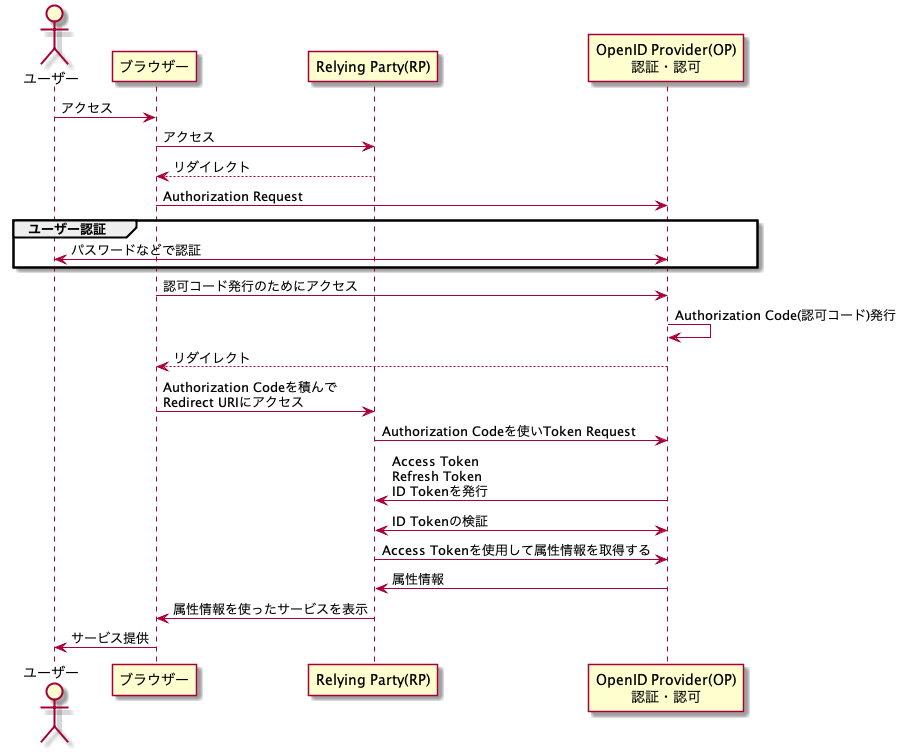 ユーザー
ブラウザー
Relying Party(RP)
OpenID Provider(OP)
認証・認可
アクセス
アクセス
リダイレクト
Authorization Request
ユーザー認証
パスワードなどで認証
認可コード発行のためにアクセス
Authorization Code(認可コード)発行
リダイレクト
Authorization Codeを積んで
Redirect URIにアクセス
Authorization Codeを使いToken Request
Access Token
Refresh Token
ID Tokenを発行
ID Tokenの検証
Access Tokenを使用して属性情報を取得する
属性情報
属性情報を使ったサービスを表示
サービス提供
ユーザー
ブラウザー
Relying Party(RP)
OpenID Provider(OP)
認証・認可